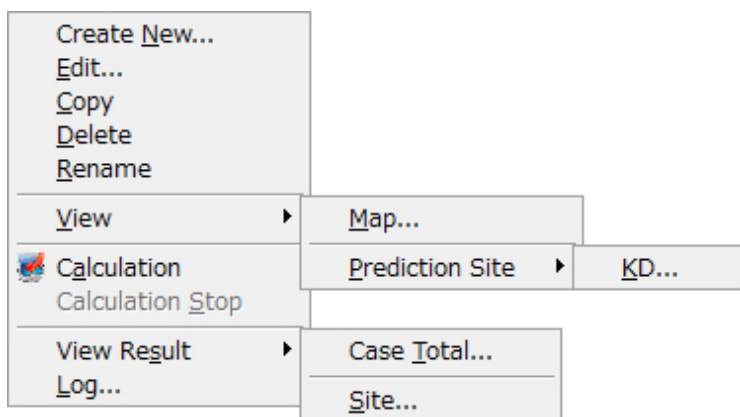 Create New...
Edit...
Copy
Delete
Rename
View
Map...
Prediction Site
KD...
Calculation
Calculation Stop
View Result
Case Total...
Log...
Site...